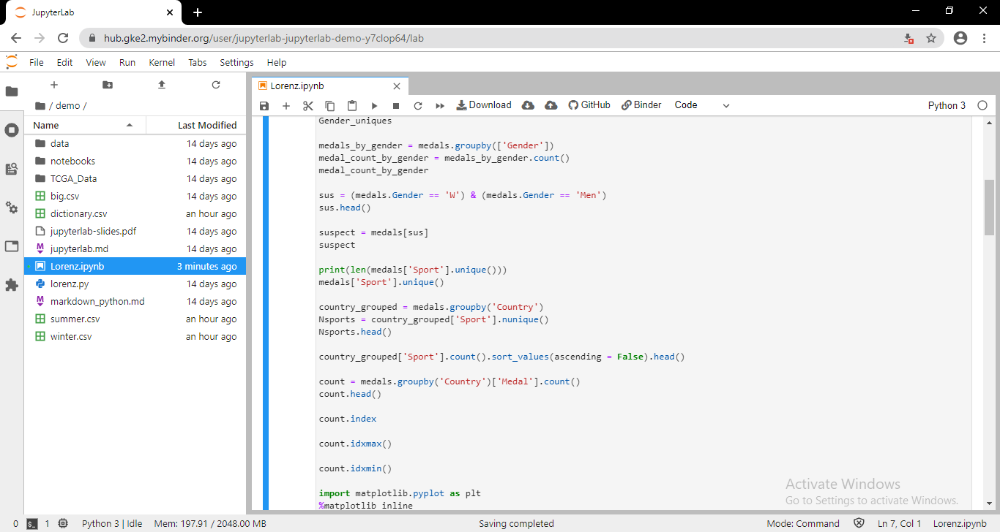 JupyterLab
hub.gke2.mybinder.org/user/jupyterlab-jupyterlab-demo-y7clop64/lab
File Edit View Run Kernel Tabs Settings Help
/ demo /
Name Last Modified
data 14 days ago
notebooks 14 days ago
TCGA_Data 14 days ago
big.csv 14 days ago
dictionary.csv an hour ago
jupyterlab-slides.pdf 14 days ago
jupyterlab.md 14 days ago
Lorenz.ipynb 3 minutes ago
lorenz.py 14 days ago
markdown_python.md 14 days ago
summer.csv an hour ago
winter.csv an hour ago
Lorenz.ipynb
Download GitHub Binder Code Python 3
Gender_uniques
medals_by_gender = medals.groupby(['Gender'])
medal_count_by_gender = medals_by_gender.count()
medal_count_by_gender
sus = (medals.Gender == 'W') & (medals.Gender == 'Men')
sus.head()
suspect = medals[sus]
suspect
print(len(medals['Sport'].unique()))
medals['Sport'].unique()
country_grouped = medals.groupby('Country')
Nsports = country_grouped['Sport'].nunique()
Nsports.head()
country_grouped['Sport'].count().sort_values(ascending = False).head()
count = medals.groupby('Country')['Medal'].count()
count.head()
count.index
count.idxmax()
count.idxmin()
import matplotlib.pyplot as plt
%matplotlib inline
Activate Windows
Go to Settings to activate Windows.
0 $_ 1 Python 3 | Idle Mem: 197.91 / 2048.00 MB Saving completed Mode: Command Ln 7, Col 1 Lorenz.ipynb